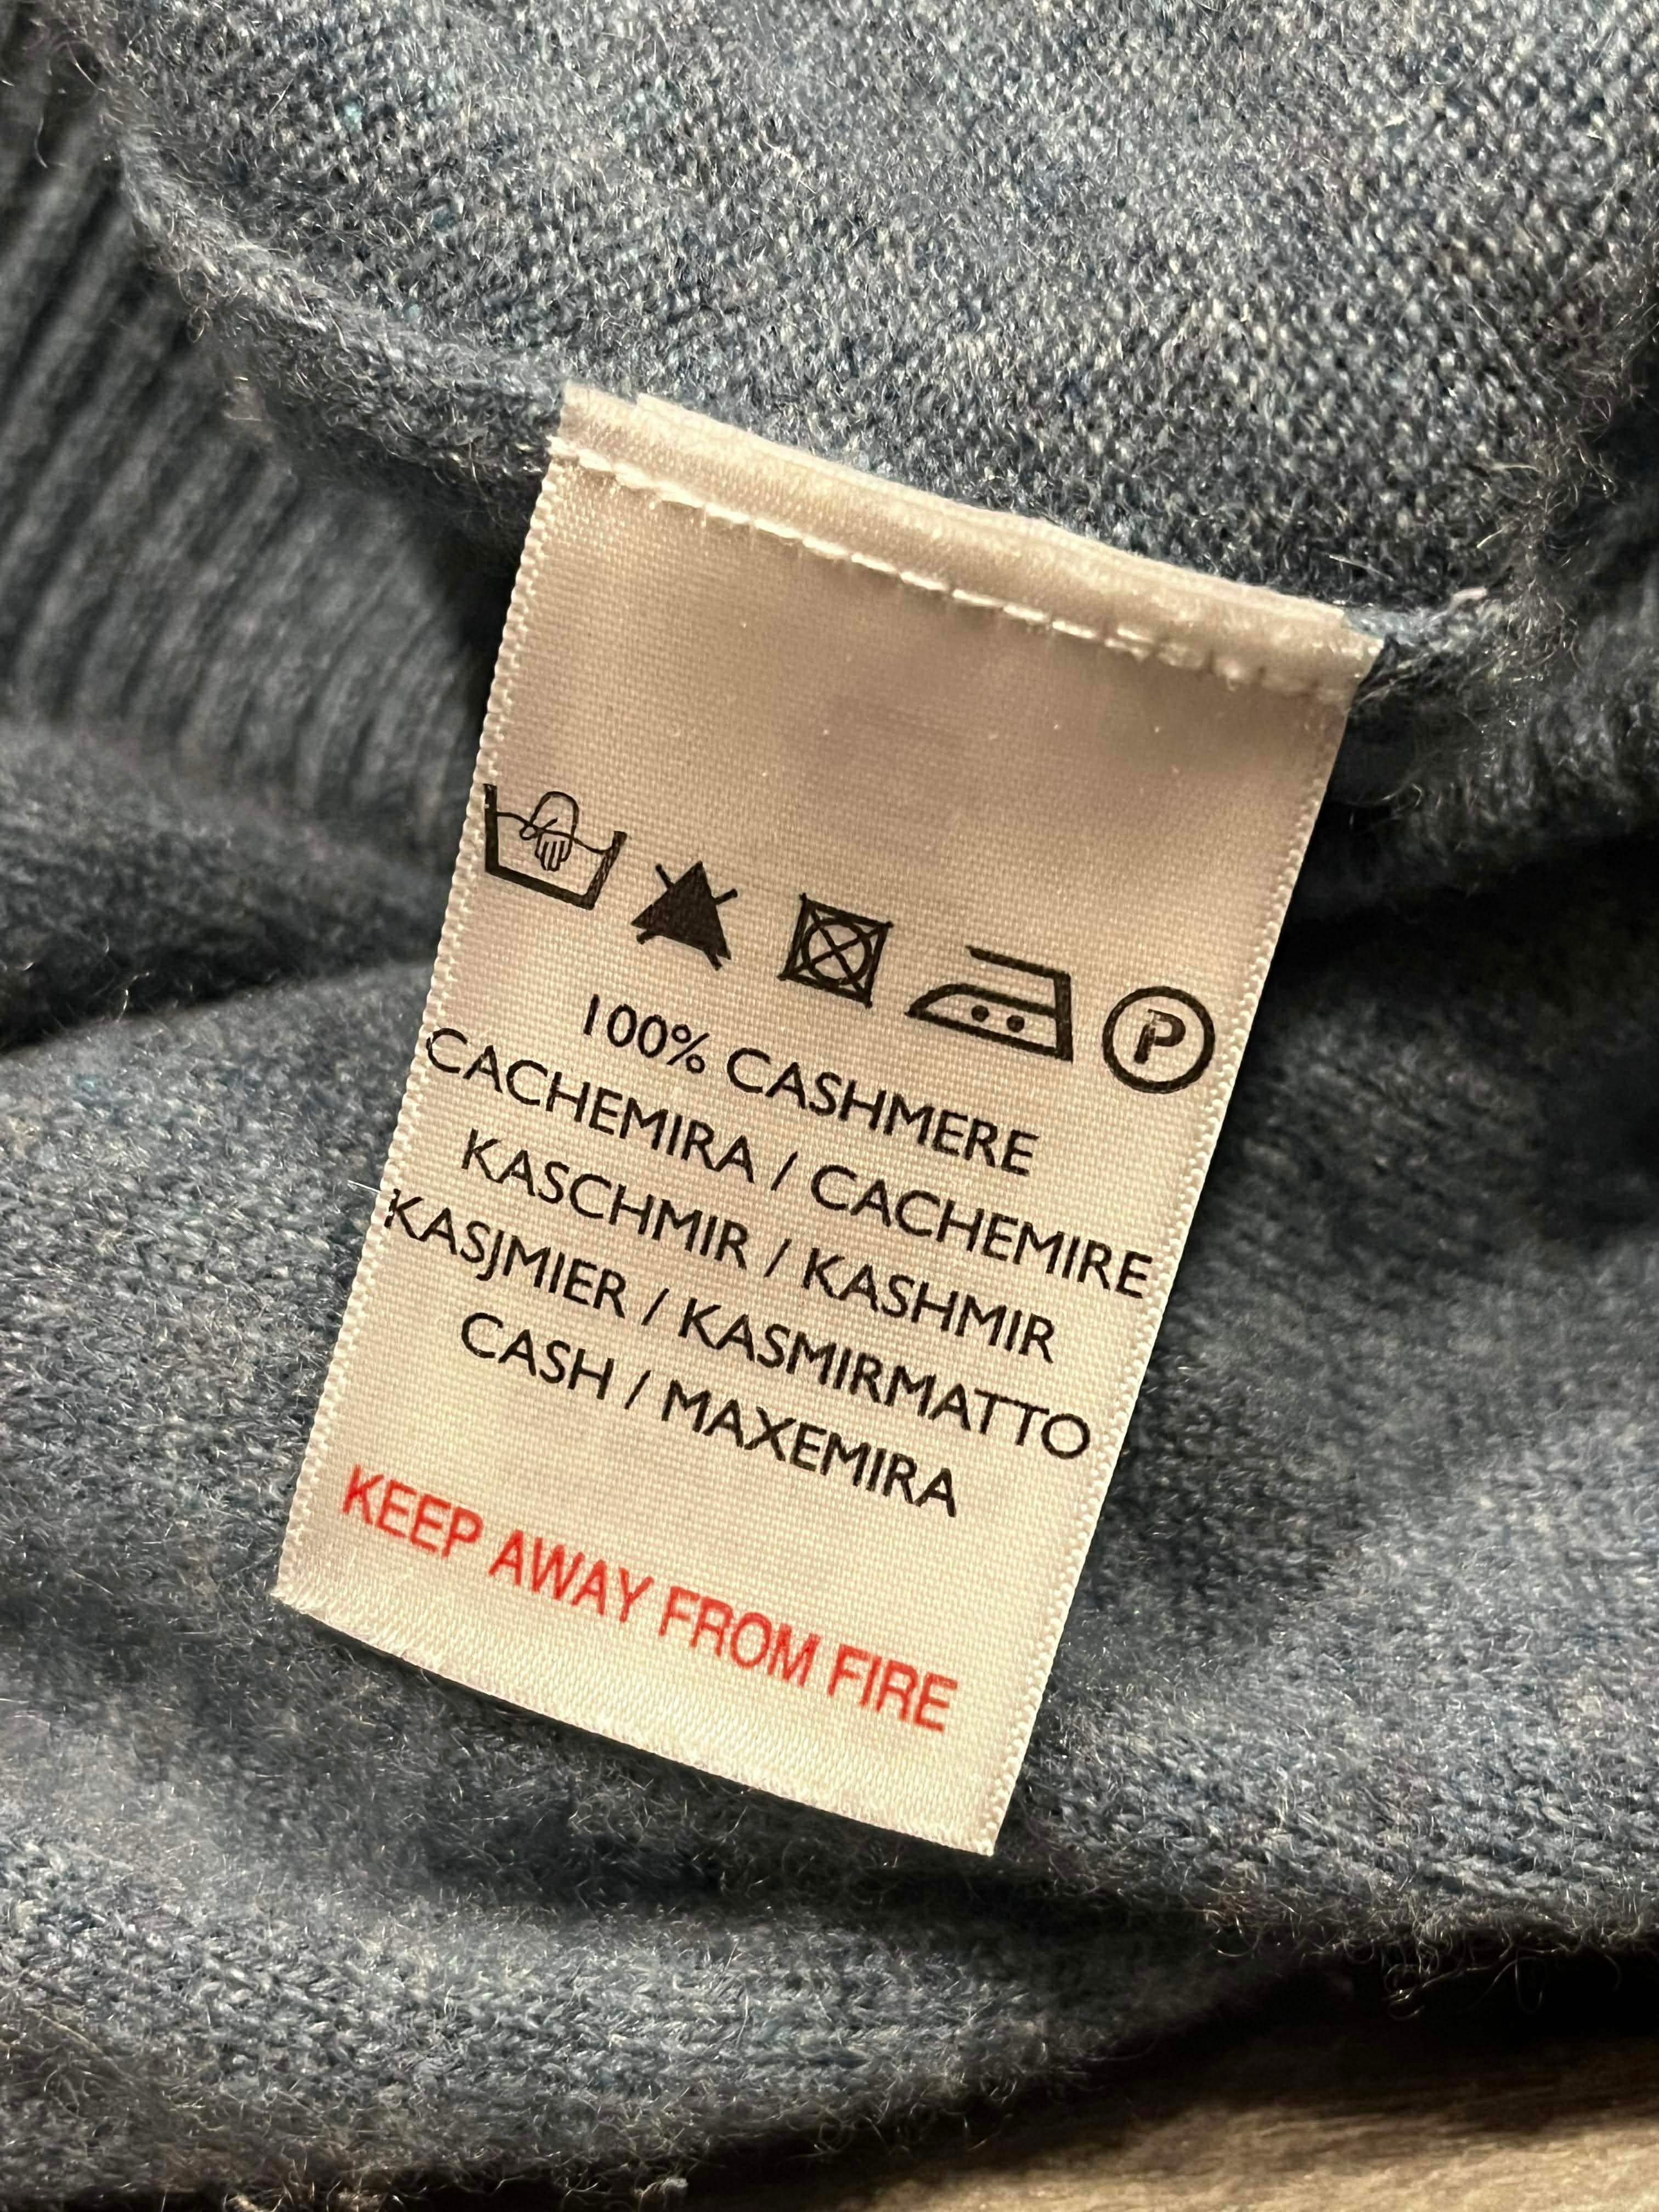 P
100% CASHMERE
CACHEMIRA / CACHEMIRE
KASCHMIR / KASHMIR
KASJMIER / KASMIRMATTO
CASH / MAXEMIRA
KEEP AWAY FROM FIRE